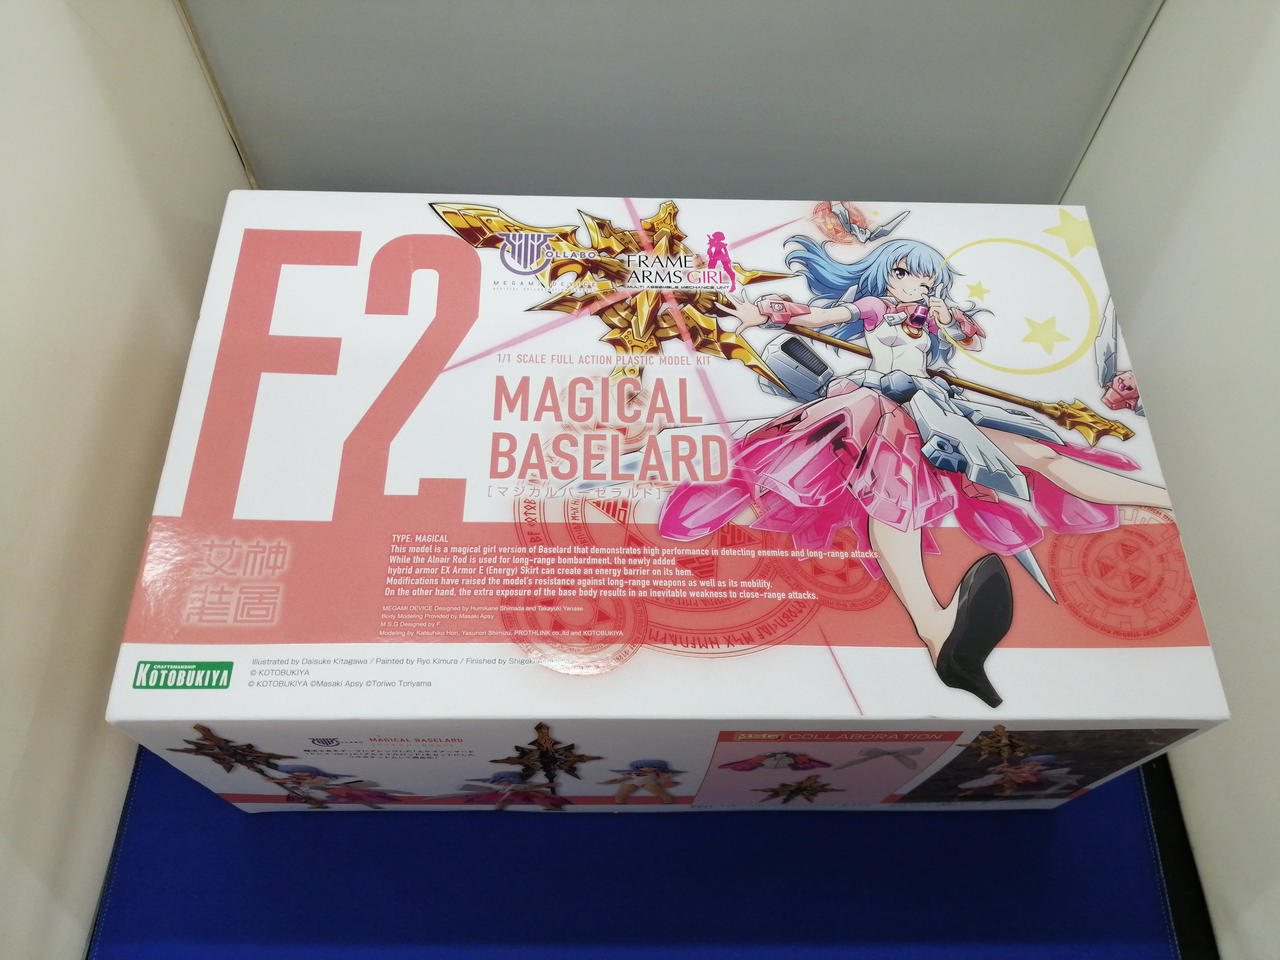 F2
COLLABO
MEGAMI DEVICE
FRAME
ARMS GIRL
MULTI ASSEMBLE MECHANICS UNIT
1/1 SCALE FULL ACTION PLASTIC MODEL KIT
MAGICAL
BASELARD
[マジカルバーゼラルド]
女神
装置
TYPE: MAGICAL
This model is a magical girl version of Baselard that demonstrates high performance in detecting enemies and long-range attacks.
While the Alnair Rod is used for long-range bombardment, the newly added
hybrid armor EX Armor E (Energy) Skirt can create an energy barrier on its hem.
Modifications have raised the model's resistance against long-range weapons as well as its mobility.
On the other hand, the extra exposure of the base body results in an inevitable weakness to close-range attacks.
MEGAMI DEVICE Designed by Humikane Shimada and Takayuki Yanase
Body Modeling Provided by Masaki Apsy
M.S.G Designed by F.
Modeling by Katsuhiko Hori, Yasunori Shimizu, PROTHLINK co.,ltd and KOTOBUKIYA
CRAFTSMANSHIP
KOTOBUKIYA
Illustrated by Daisuke Kitagawa / Painted by Ryo Kimura / Finished by
© KOTOBUKIYA
© KOTOBUKIYA ©Masaki Apsy ©Toriwo Toriyama
MAGICAL BASELARD
COLLABORATION